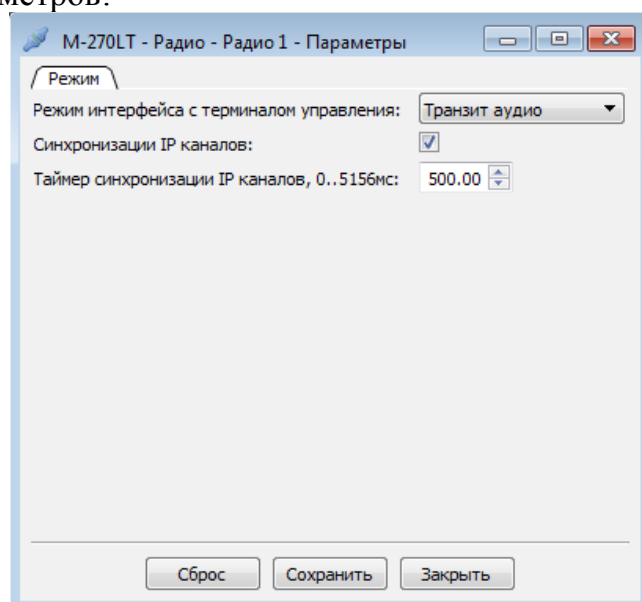 метров.
M-270LT - Радио - Радио 1 - Параметры
Режим
Режим интерфейса с терминалом управления: Транзит аудио
Синхронизации IP каналов:
Таймер синхронизации IP каналов, 0..5156мс: 500.00
Сброс Сохранить Закрыть